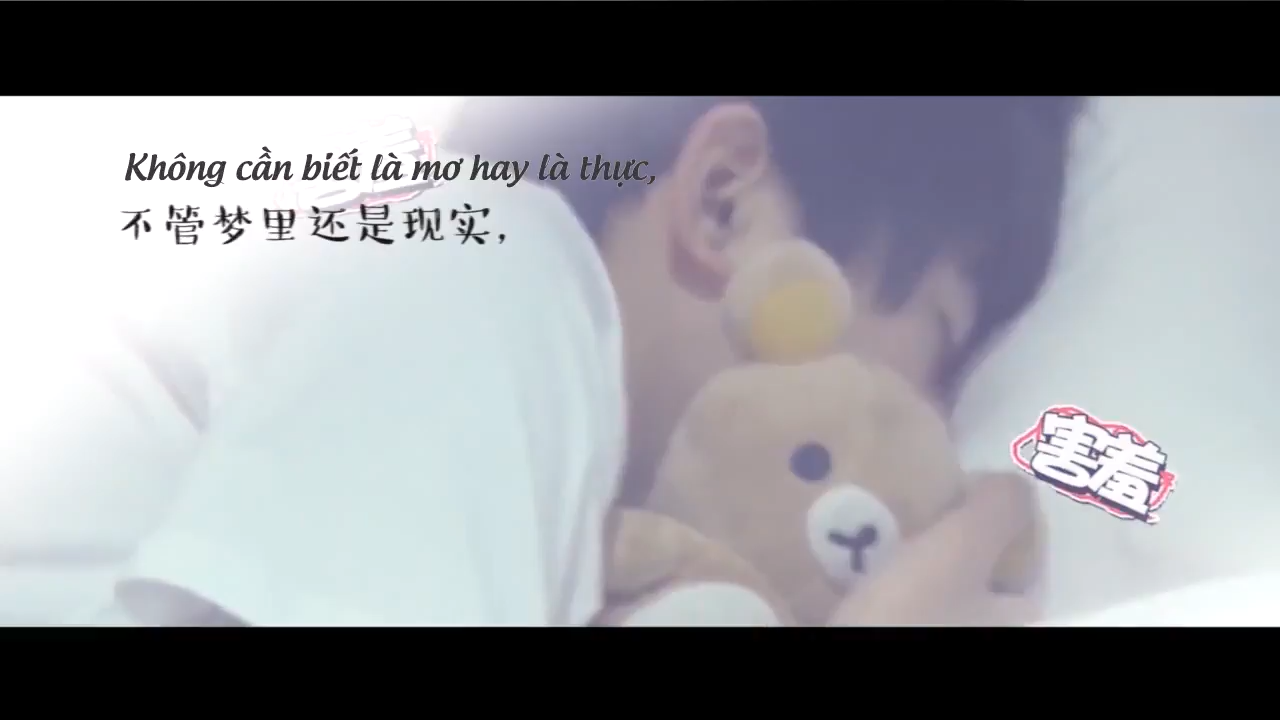 Không cần biết là mơ hay là thực,
不管梦里还是现实,
害羞